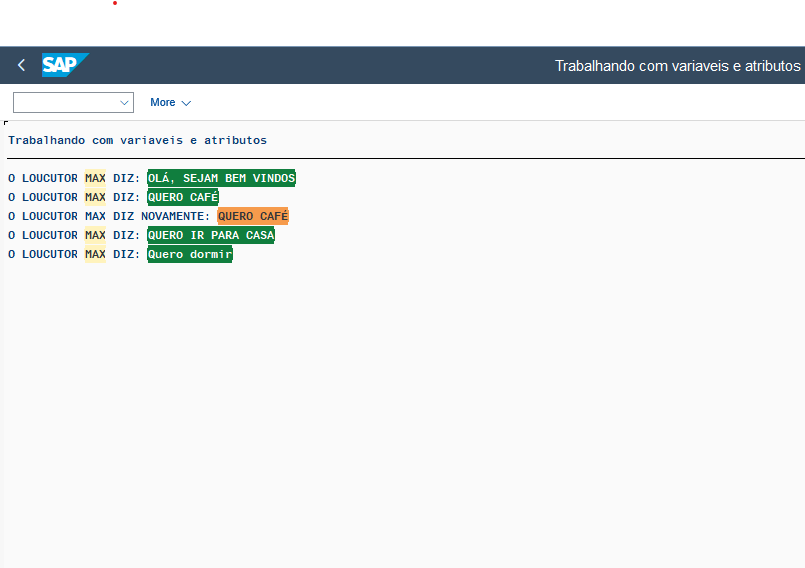 SAP
Trabalhando com variaveis e atributos
More
Trabalhando com variaveis e atributos
O LOUCUTOR MAX DIZ: OLÁ, SEJAM BEM VINDOS
O LOUCUTOR MAX DIZ: QUERO CAFÉ
O LOUCUTOR MAX DIZ NOVAMENTE: QUERO CAFÉ
O LOUCUTOR MAX DIZ: QUERO IR PARA CASA
O LOUCUTOR MAX DIZ: Quero dormir